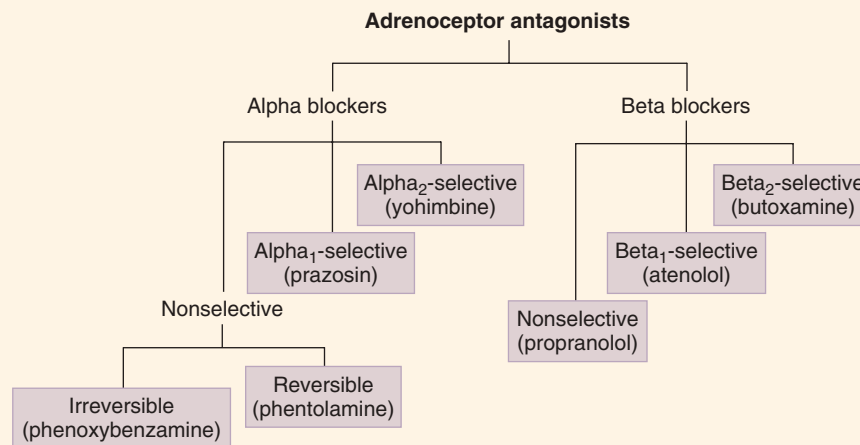 Adrenoceptor antagonists
Alpha blockers
Beta blockers
Alpha₂-selective
(yohimbine)
Beta₂-selective
(butoxamine)
Alpha₁-selective
(prazosin)
Beta₁-selective
(atenolol)
Nonselective
Nonselective
(propranolol)
Reversible
(phentolamine)
Irreversible
(phenoxybenzamine)